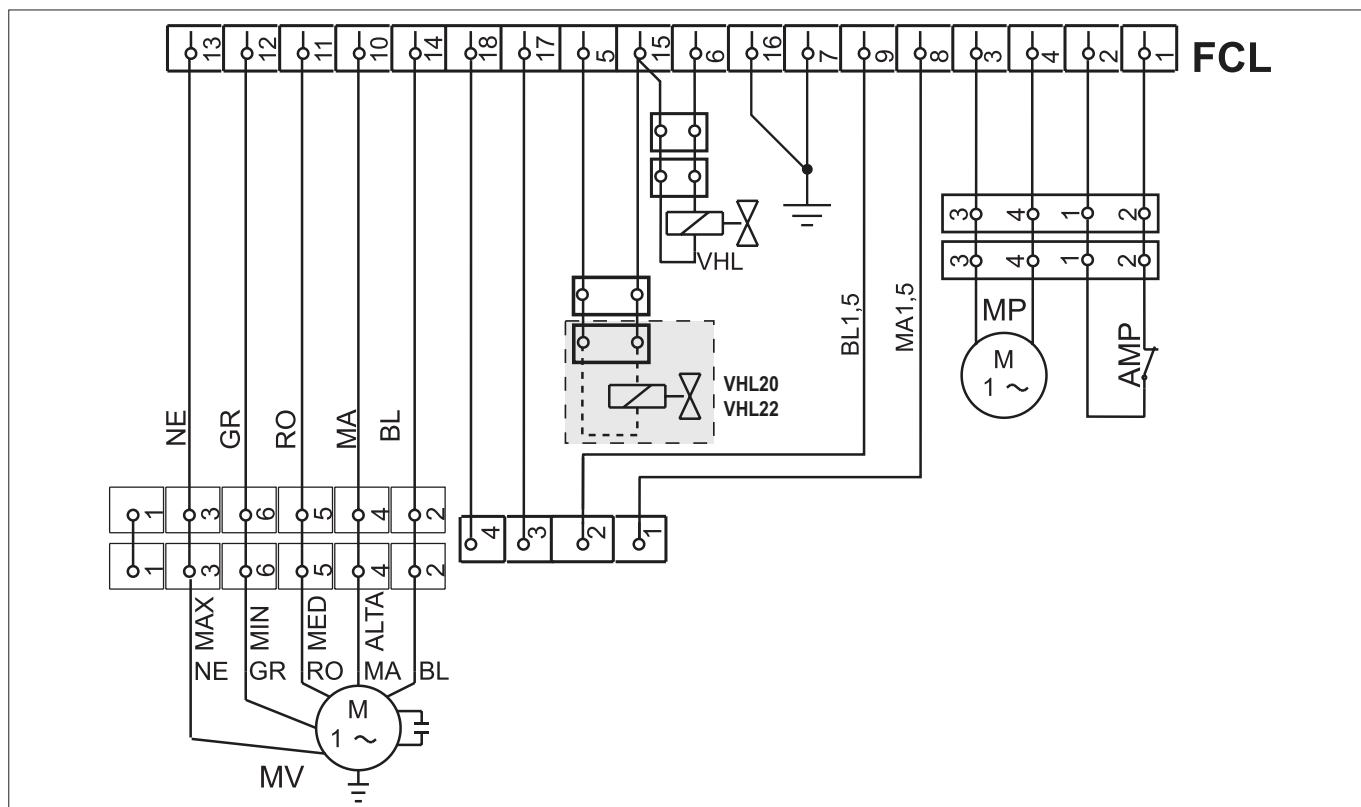 13 12 11 10 14 18 17 5 15 6 16 7 9 8 3 4 2 1 FCL
VHL
3 4 1 2
3 4 1 2
MP
M
1 ~
AMP
BL1,5
MA1,5
VHL20
VHL22
NE GR RO MA BL
1 3 6 5 4 2
4 3 2 1
1 3 6 5 4 2
MAX MIN MED ALTA
NE GR RO MA BL
M
1 ~
MV